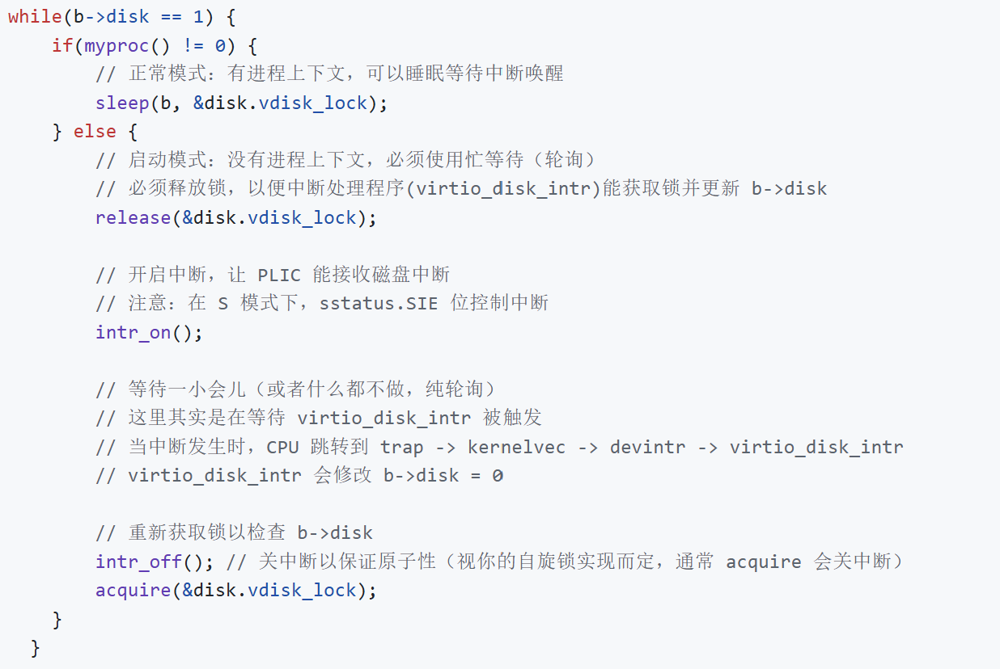 while(b->disk == 1) {
    if(myproc() != 0) {
        // 正常模式：有进程上下文，可以睡眠等待中断唤醒
        sleep(b, &disk.vdisk_lock);
    } else {
        // 启动模式：没有进程上下文，必须使用忙等待（轮询）
        // 必须释放锁，以便中断处理程序(virtio_disk_intr)能获取锁并更新 b->disk
        release(&disk.vdisk_lock);

        // 开启中断，让 PLIC 能接收磁盘中断
        // 注意：在 S 模式下，sstatus.SIE 位控制中断
        intr_on();

        // 等待一小会儿（或者什么都不做，纯轮询）
        // 这里其实是在等待 virtio_disk_intr 被触发
        // 当中断发生时，CPU 跳转到 trap -> kernelvec -> devintr -> virtio_disk_intr
        // virtio_disk_intr 会修改 b->disk = 0

        // 重新获取锁以检查 b->disk
        intr_off(); // 关中断以保证原子性（视你的自旋锁实现而定，通常 acquire 会关中断）
        acquire(&disk.vdisk_lock);
    }
  }